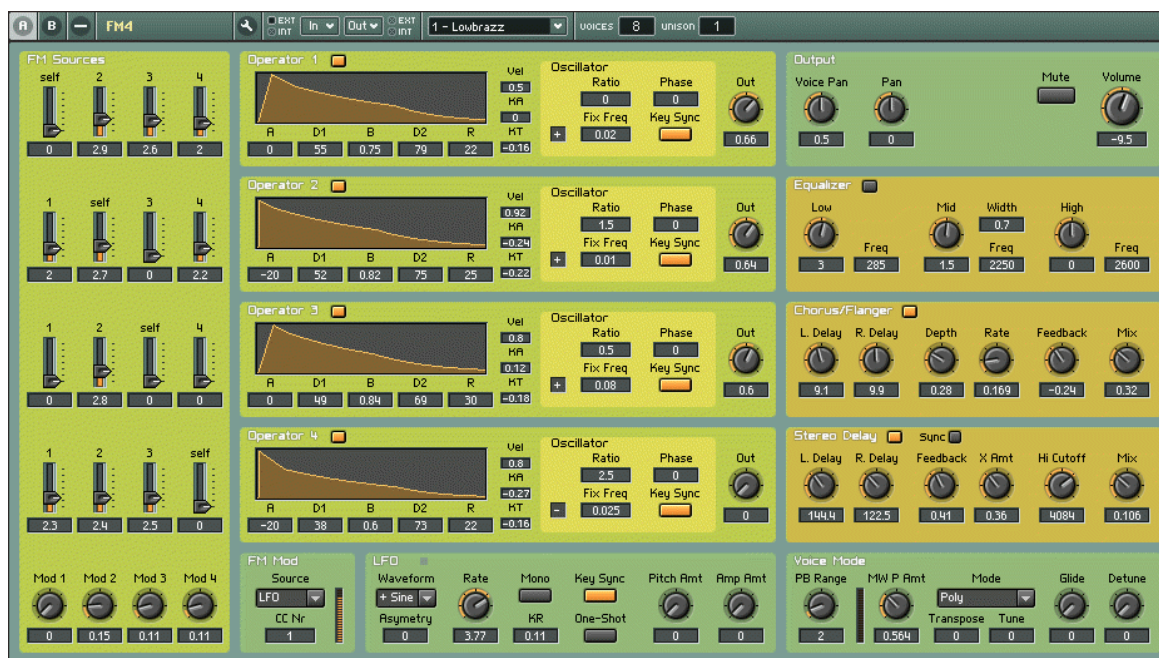 A B FM4 EXT INT In Out EXT INT 1 - Lowbrazz VOICES 8 UNISON 1
FM Sources
self 2 3 4
0 2.9 2.6 2
1 self 3 4
2 2.7 0 2.2
1 2 self 4
0 2.8 0 0
1 2 3 self
2.3 2.4 2.5 0
Mod 1 Mod 2 Mod 3 Mod 4
0 0.15 0.11 0.11
Operator 1
A D1 B D2 R
0 55 0.75 79 22
Vel
0.5
KA
0
KT
-0.16
Oscillator
Ratio Phase
0 0
Fix Freq Key Sync
+ 0.02
Out
0.66
Operator 2
A D1 B D2 R
-20 52 0.82 75 25
Vel
0.92
KA
-0.24
KT
-0.22
Oscillator
Ratio Phase
1.5 0
Fix Freq Key Sync
+ 0.01
Out
0.64
Operator 3
A D1 B D2 R
0 49 0.84 69 30
Vel
0.8
KA
0.12
KT
-0.18
Oscillator
Ratio Phase
0.5 0
Fix Freq Key Sync
+ 0.08
Out
0.6
Operator 4
A D1 B D2 R
-20 38 0.6 73 22
Vel
0.8
KA
-0.27
KT
-0.16
Oscillator
Ratio Phase
2.5 0
Fix Freq Key Sync
- 0.025
Out
0
FM Mod
Source
LFO
CC Nr
1
LFO
Waveform Rate Mono Key Sync Pitch Amt Amp Amt
+ Sine
Asymetry KR One-Shot
0 3.77 0.11 0 0
Output
Voice Pan Pan Mute Volume
0.5 0 -9.5
Equalizer
Low Mid Width High
0.7
Freq Freq Freq
3 285 1.5 2250 0 2600
Chorus/Flanger
L. Delay R. Delay Depth Rate Feedback Mix
9.1 9.9 0.28 0.169 -0.24 0.32
Stereo Delay Sync
L. Delay R. Delay Feedback X Amt Hi Cutoff Mix
144.4 122.5 0.41 0.36 4084 0.106
Voice Mode
PB Range MW P Amt Mode Glide Detune
Poly
Transpose Tune
2 0.564 0 0 0 0